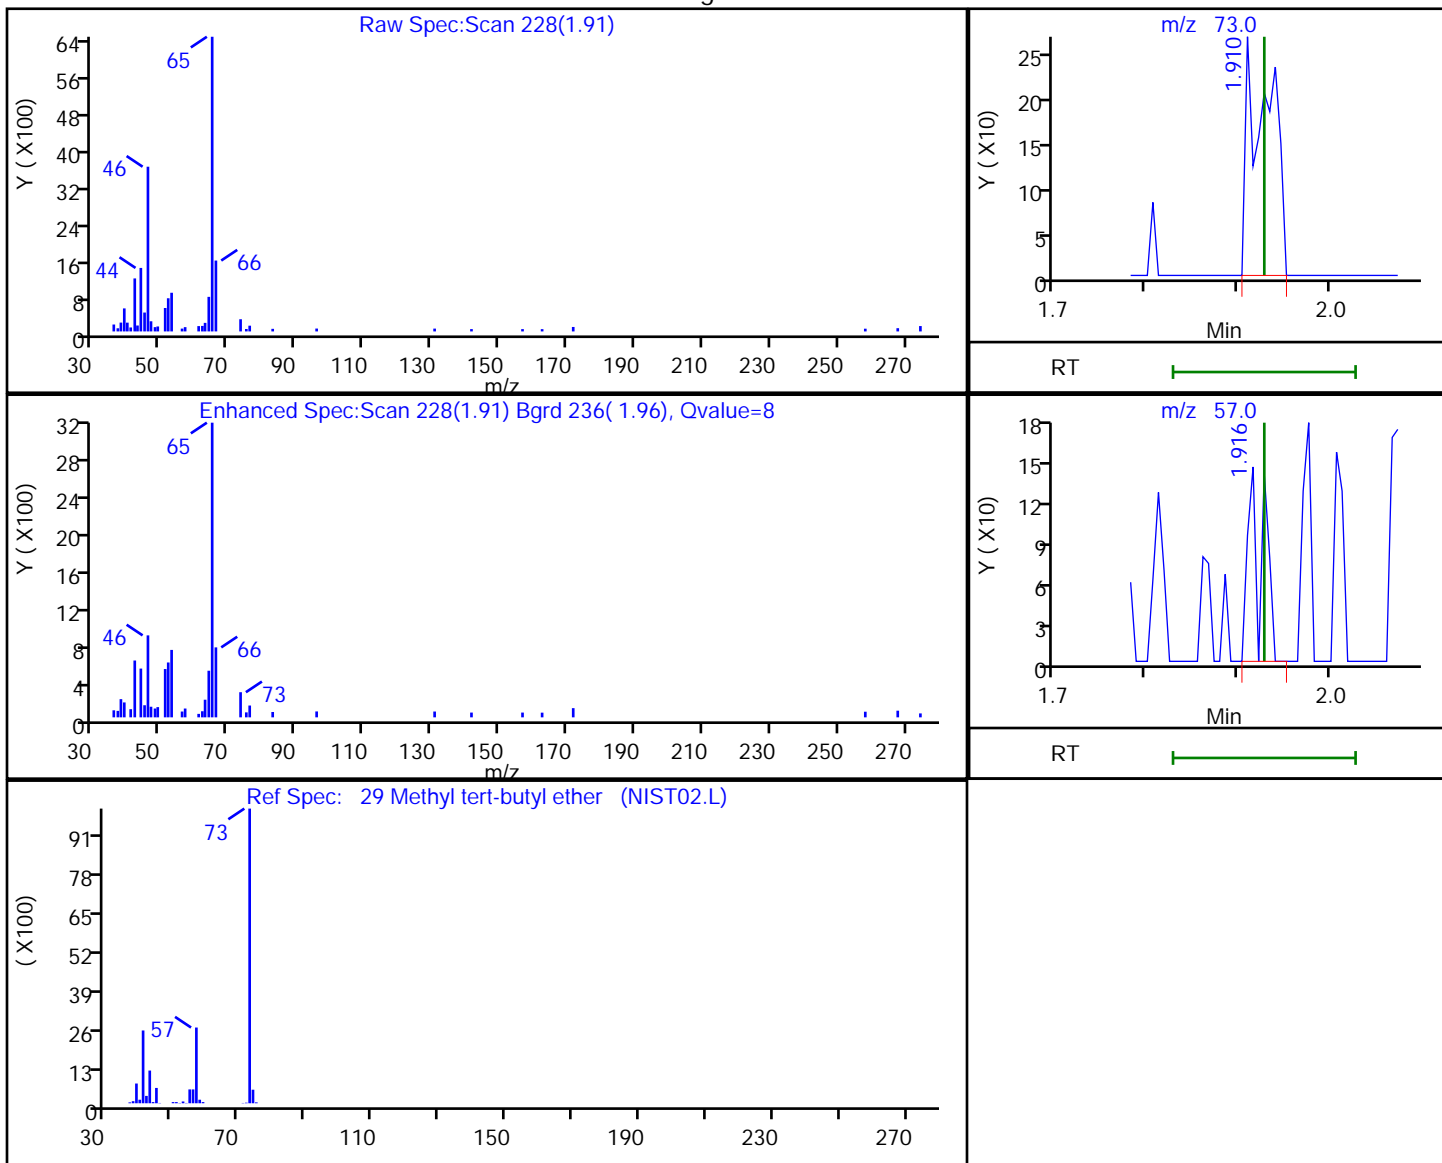 Raw Spec:Scan 228(1.91)
Y ( X100)
64
56
48
40
32
24
16
8
0
65
46
44
66
30 50 70 90 110 130 150 170 190 210 230 250 270
m/z
m/z 73.0
Y ( X10)
25
20
15
10
5
0
1.910
1.7 2.0
Min
RT
Enhanced Spec:Scan 228(1.91) Bgrd 236( 1.96), Qvalue=8
Y ( X100)
32
28
24
20
16
12
8
4
0
65
46
66
73
30 50 70 90 110 130 150 170 190 210 230 250 270
m/z
m/z 57.0
Y ( X10)
18
15
12
9
6
3
0
1.916
1.7 2.0
Min
RT
Ref Spec: 29 Methyl tert-butyl ether (NIST02.L)
( X100)
91
78
65
52
39
26
13
0
73
57
30 70 110 150 190 230 270